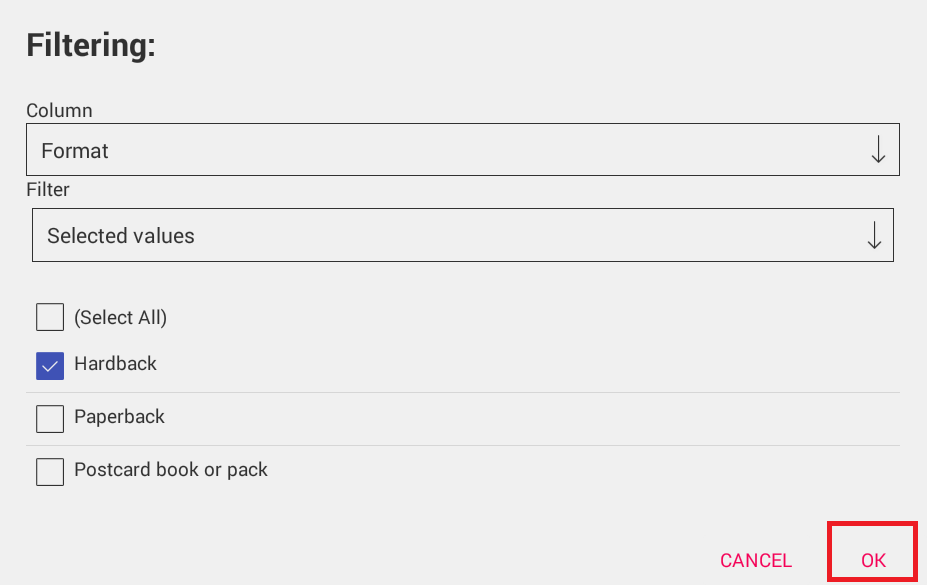 Filtering:
Column
Format
Filter
Selected values
(Select All)
Hardback
Paperback
Postcard book or pack
CANCEL OK